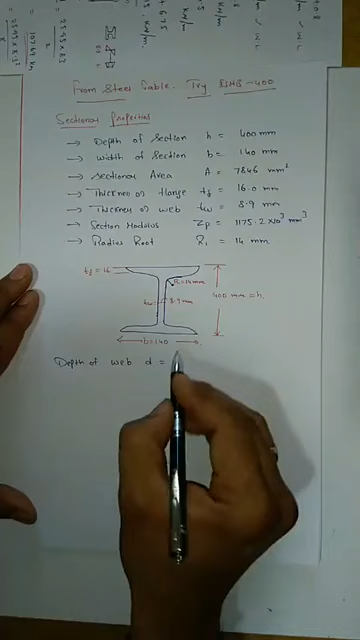 From Steel Table. Try ISMB-400
Sectional Properties
→ Depth of Section h = 400 mm
→ Width of Section b = 140 mm
→ Sectional Area A = 7846 mm²
→ Thickness of flange tf = 16.0 mm
→ Thickness of web tw = 8.9 mm
→ Section Modulus Zp = 1175.2 x10³ mm³
→ Radius Root R1 = 14 mm
tf = 16
R1=14mm
tw = 8.9 mm
400 mm = h.
b=140
Depth of web d =